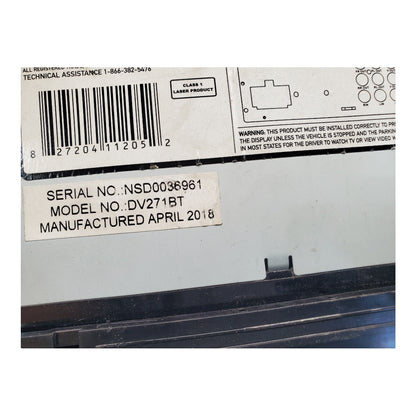 ALL REGISTERED
TECHNICAL ASSISTANCE 1-866-382-5476
CLASS 1
LASER PRODUCT
8 27204 11205 2
WARNING: THIS PRODUCT MUST BE INSTALLED CORRECTLY TO
THE DISPLAY UNLESS THE VEHICLE IS STOPPED AND THE PARKING
IN MOST STATES FOR THE DRIVER TO WATCH TV OR VIDEO
SERIAL NO.:NSD0036961
MODEL NO.:DV271BT
MANUFACTURED APRIL 2018